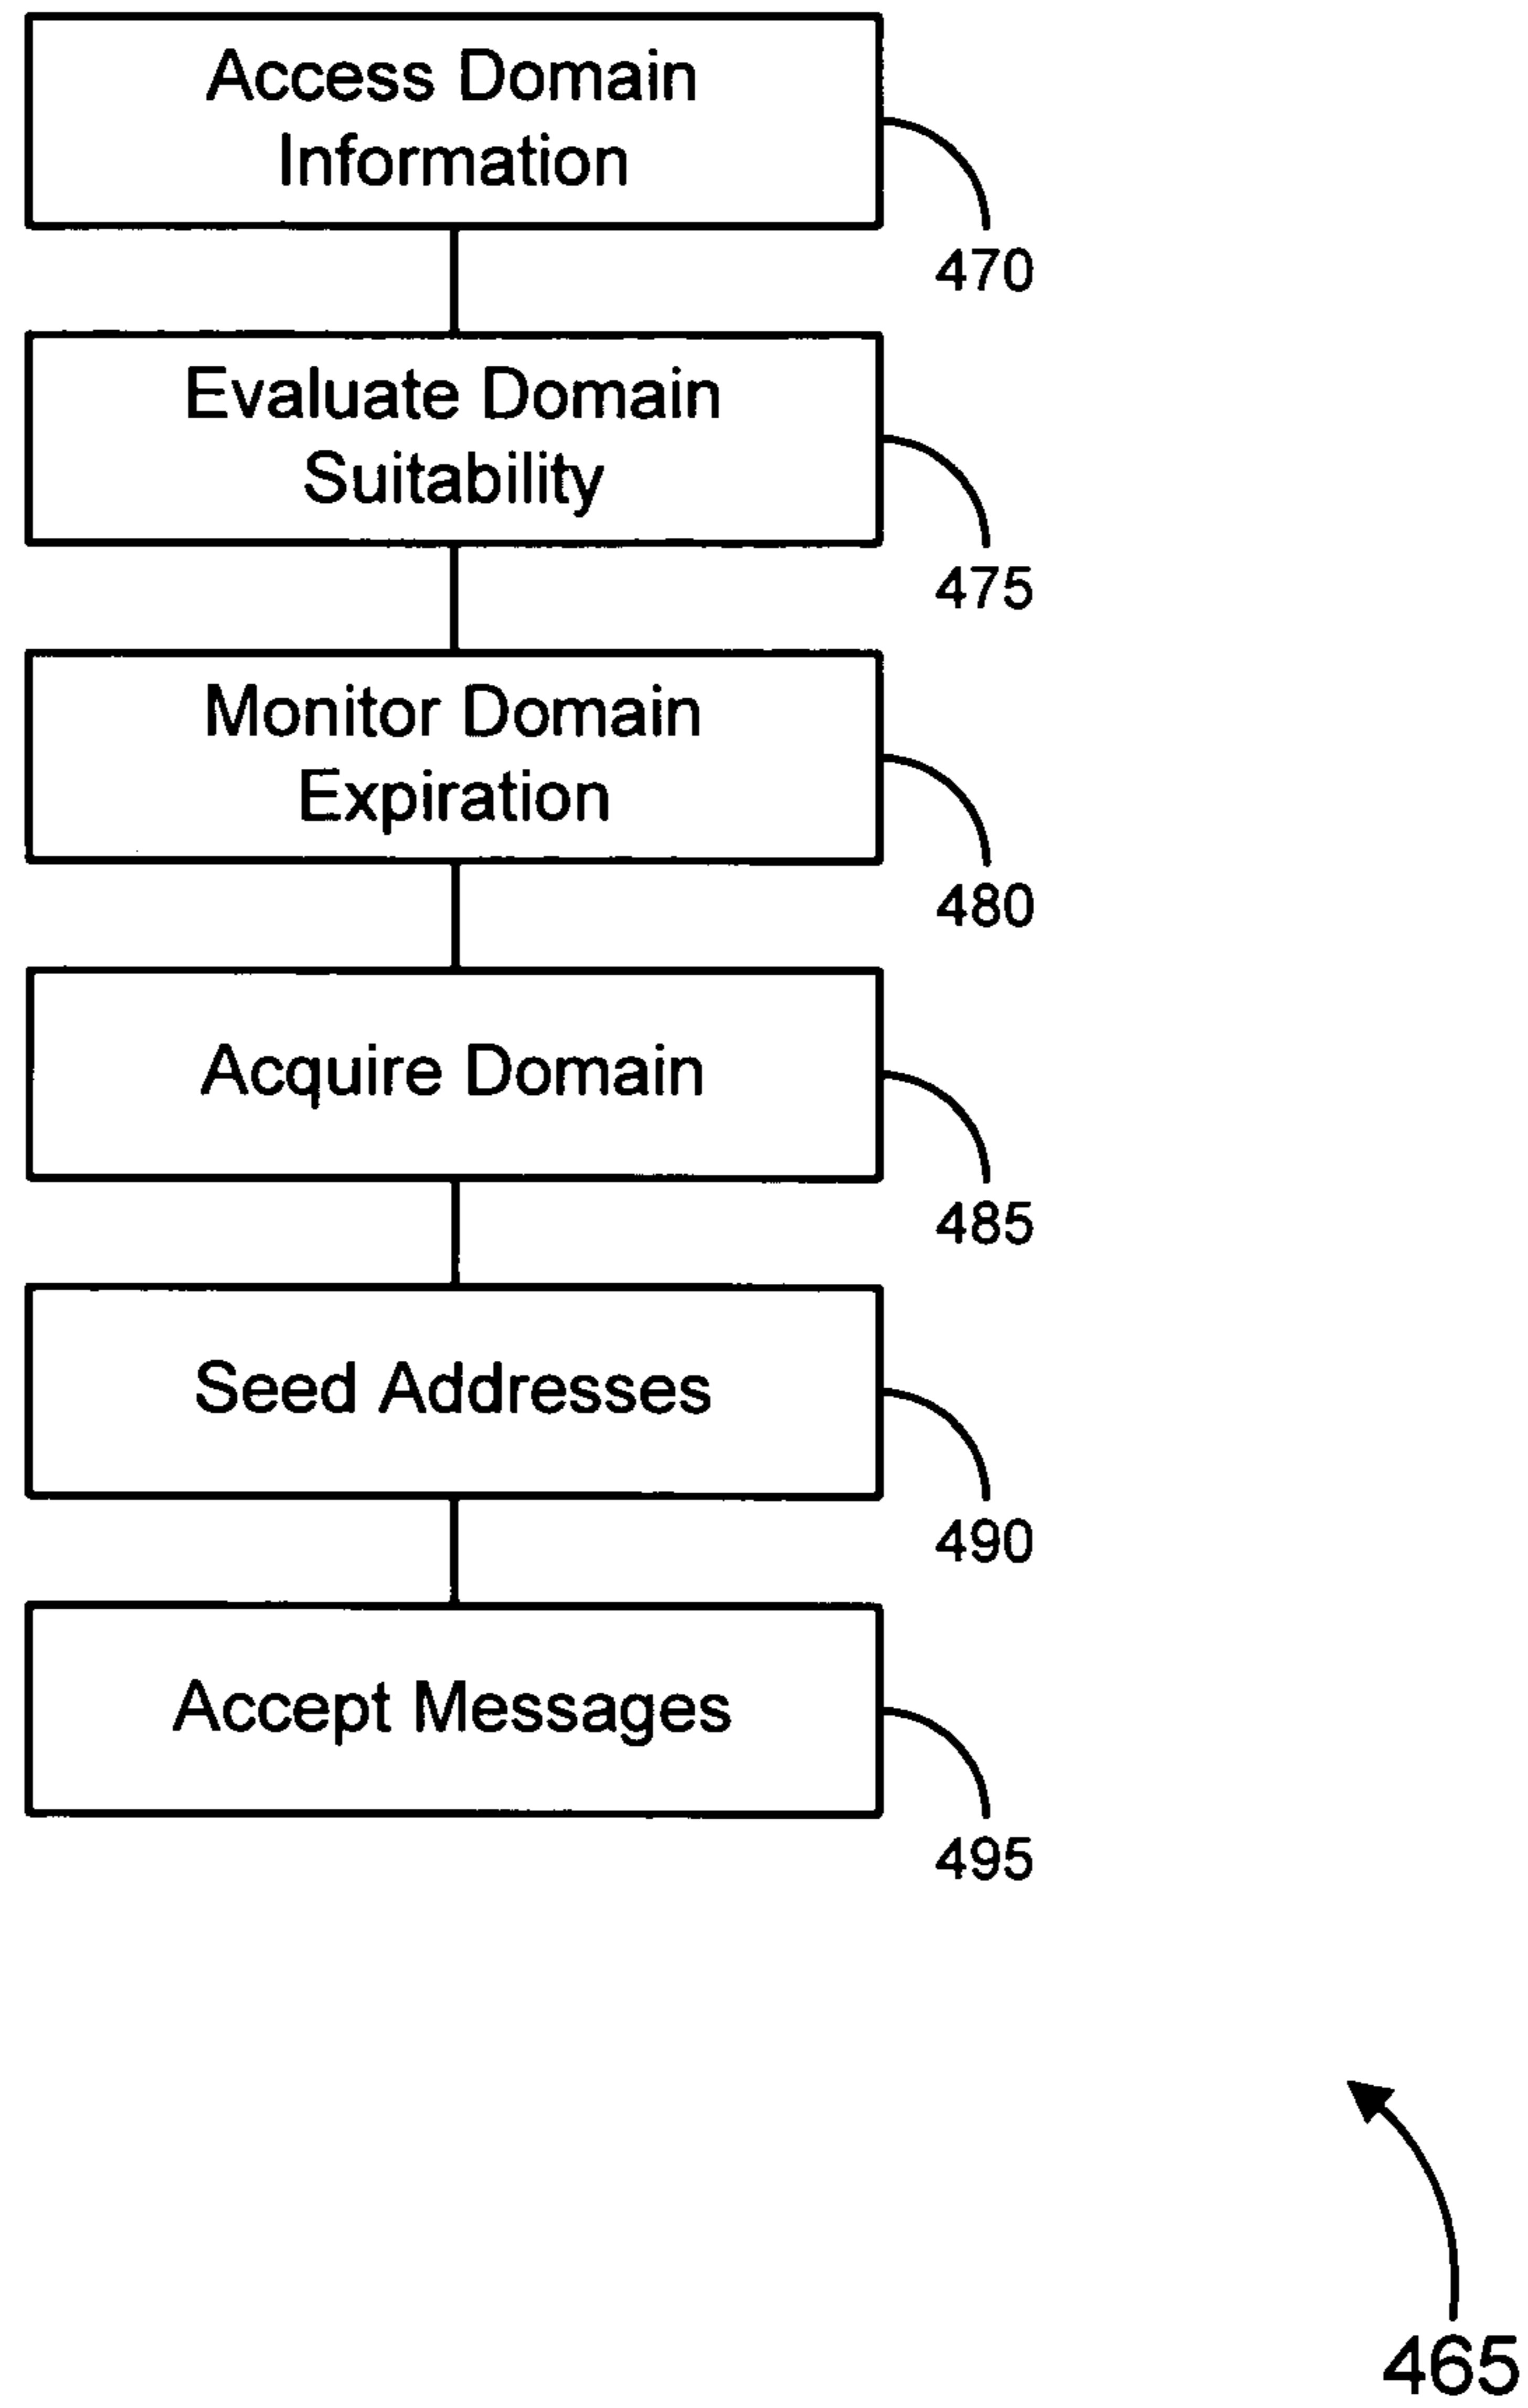 Access Domain
Information
470
Evaluate Domain
Suitability
475
Monitor Domain
Expiration
480
Acquire Domain
485
Seed Addresses
490
Accept Messages
495
465